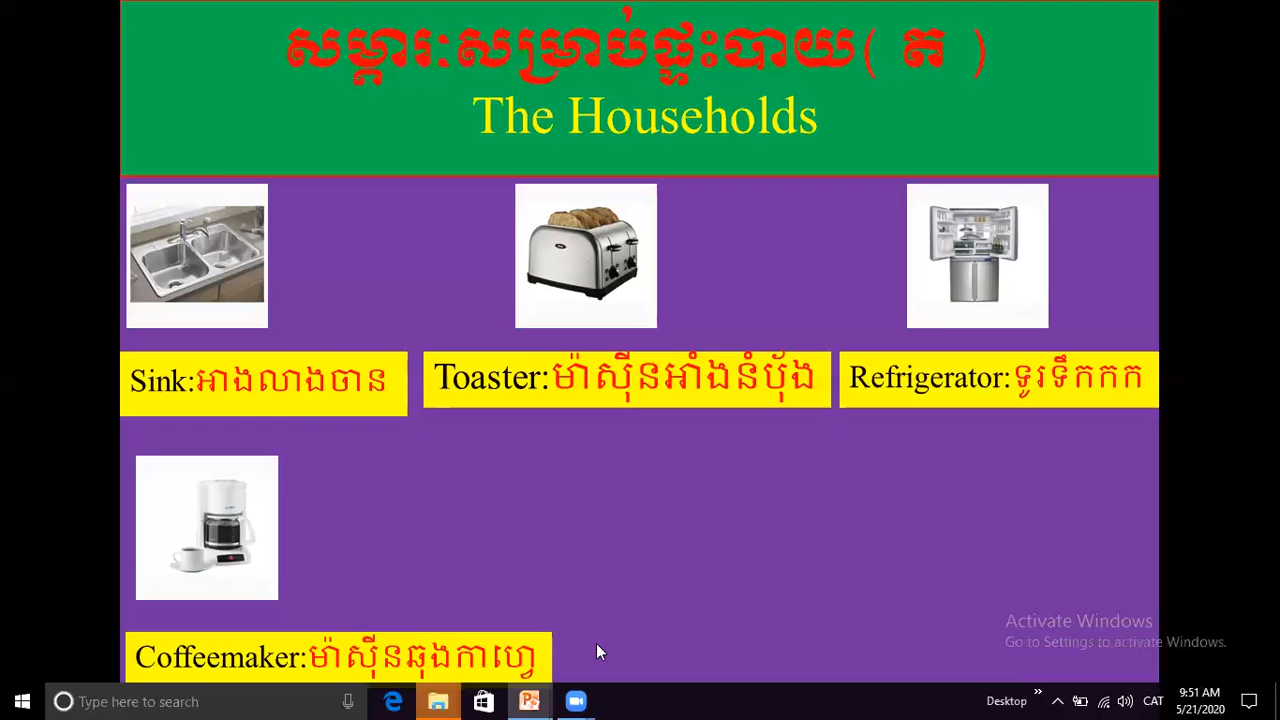 សម្ភារៈសម្រាប់ផ្ទះបាយ( ត )
The Households
Sink:អាងលាងចាន
Toaster:ម៉ាស៊ីនអាំងនំប៉័ង
Refrigerator:ទូរទឹកកក
Coffeemaker:ម៉ាស៊ីនឆុងកាហ្វេ
Activate Windows
Go to Settings to activate Windows.
Type here to search
Desktop
CAT
9:51 AM
5/21/2020